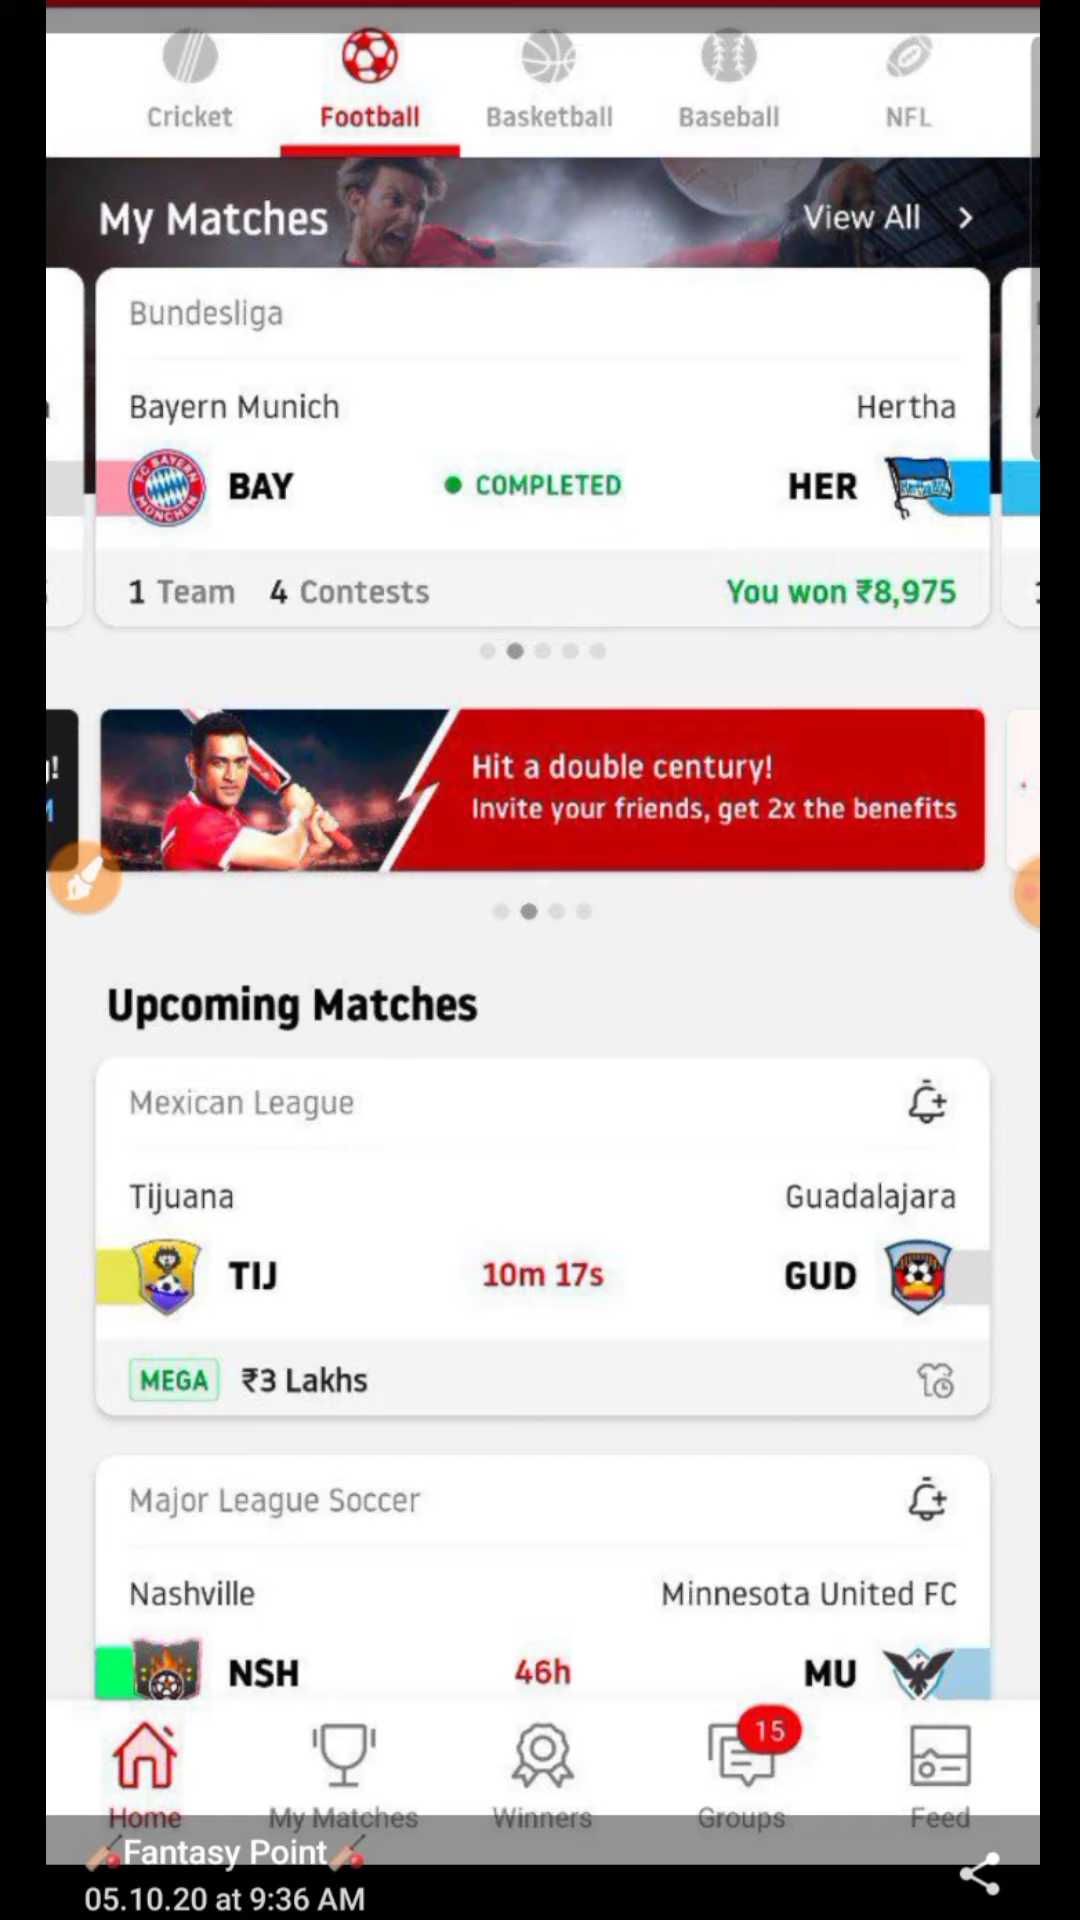 Cricket Football Basketball Baseball NFL
My Matches View All
Bundesliga
Bayern Munich Hertha
BAY COMPLETED HER
1 Team 4 Contests You won ₹8,975
Hit a double century!
Invite your friends, get 2x the benefits
Upcoming Matches
Mexican League
Tijuana Guadalajara
TIJ 10m 17s GUD
MEGA ₹3 Lakhs
Major League Soccer
Nashville Minnesota United FC
NSH 46h MU
15
Home My Matches Winners Groups Feed
🏏Fantasy Point🏏
05.10.20 at 9:36 AM